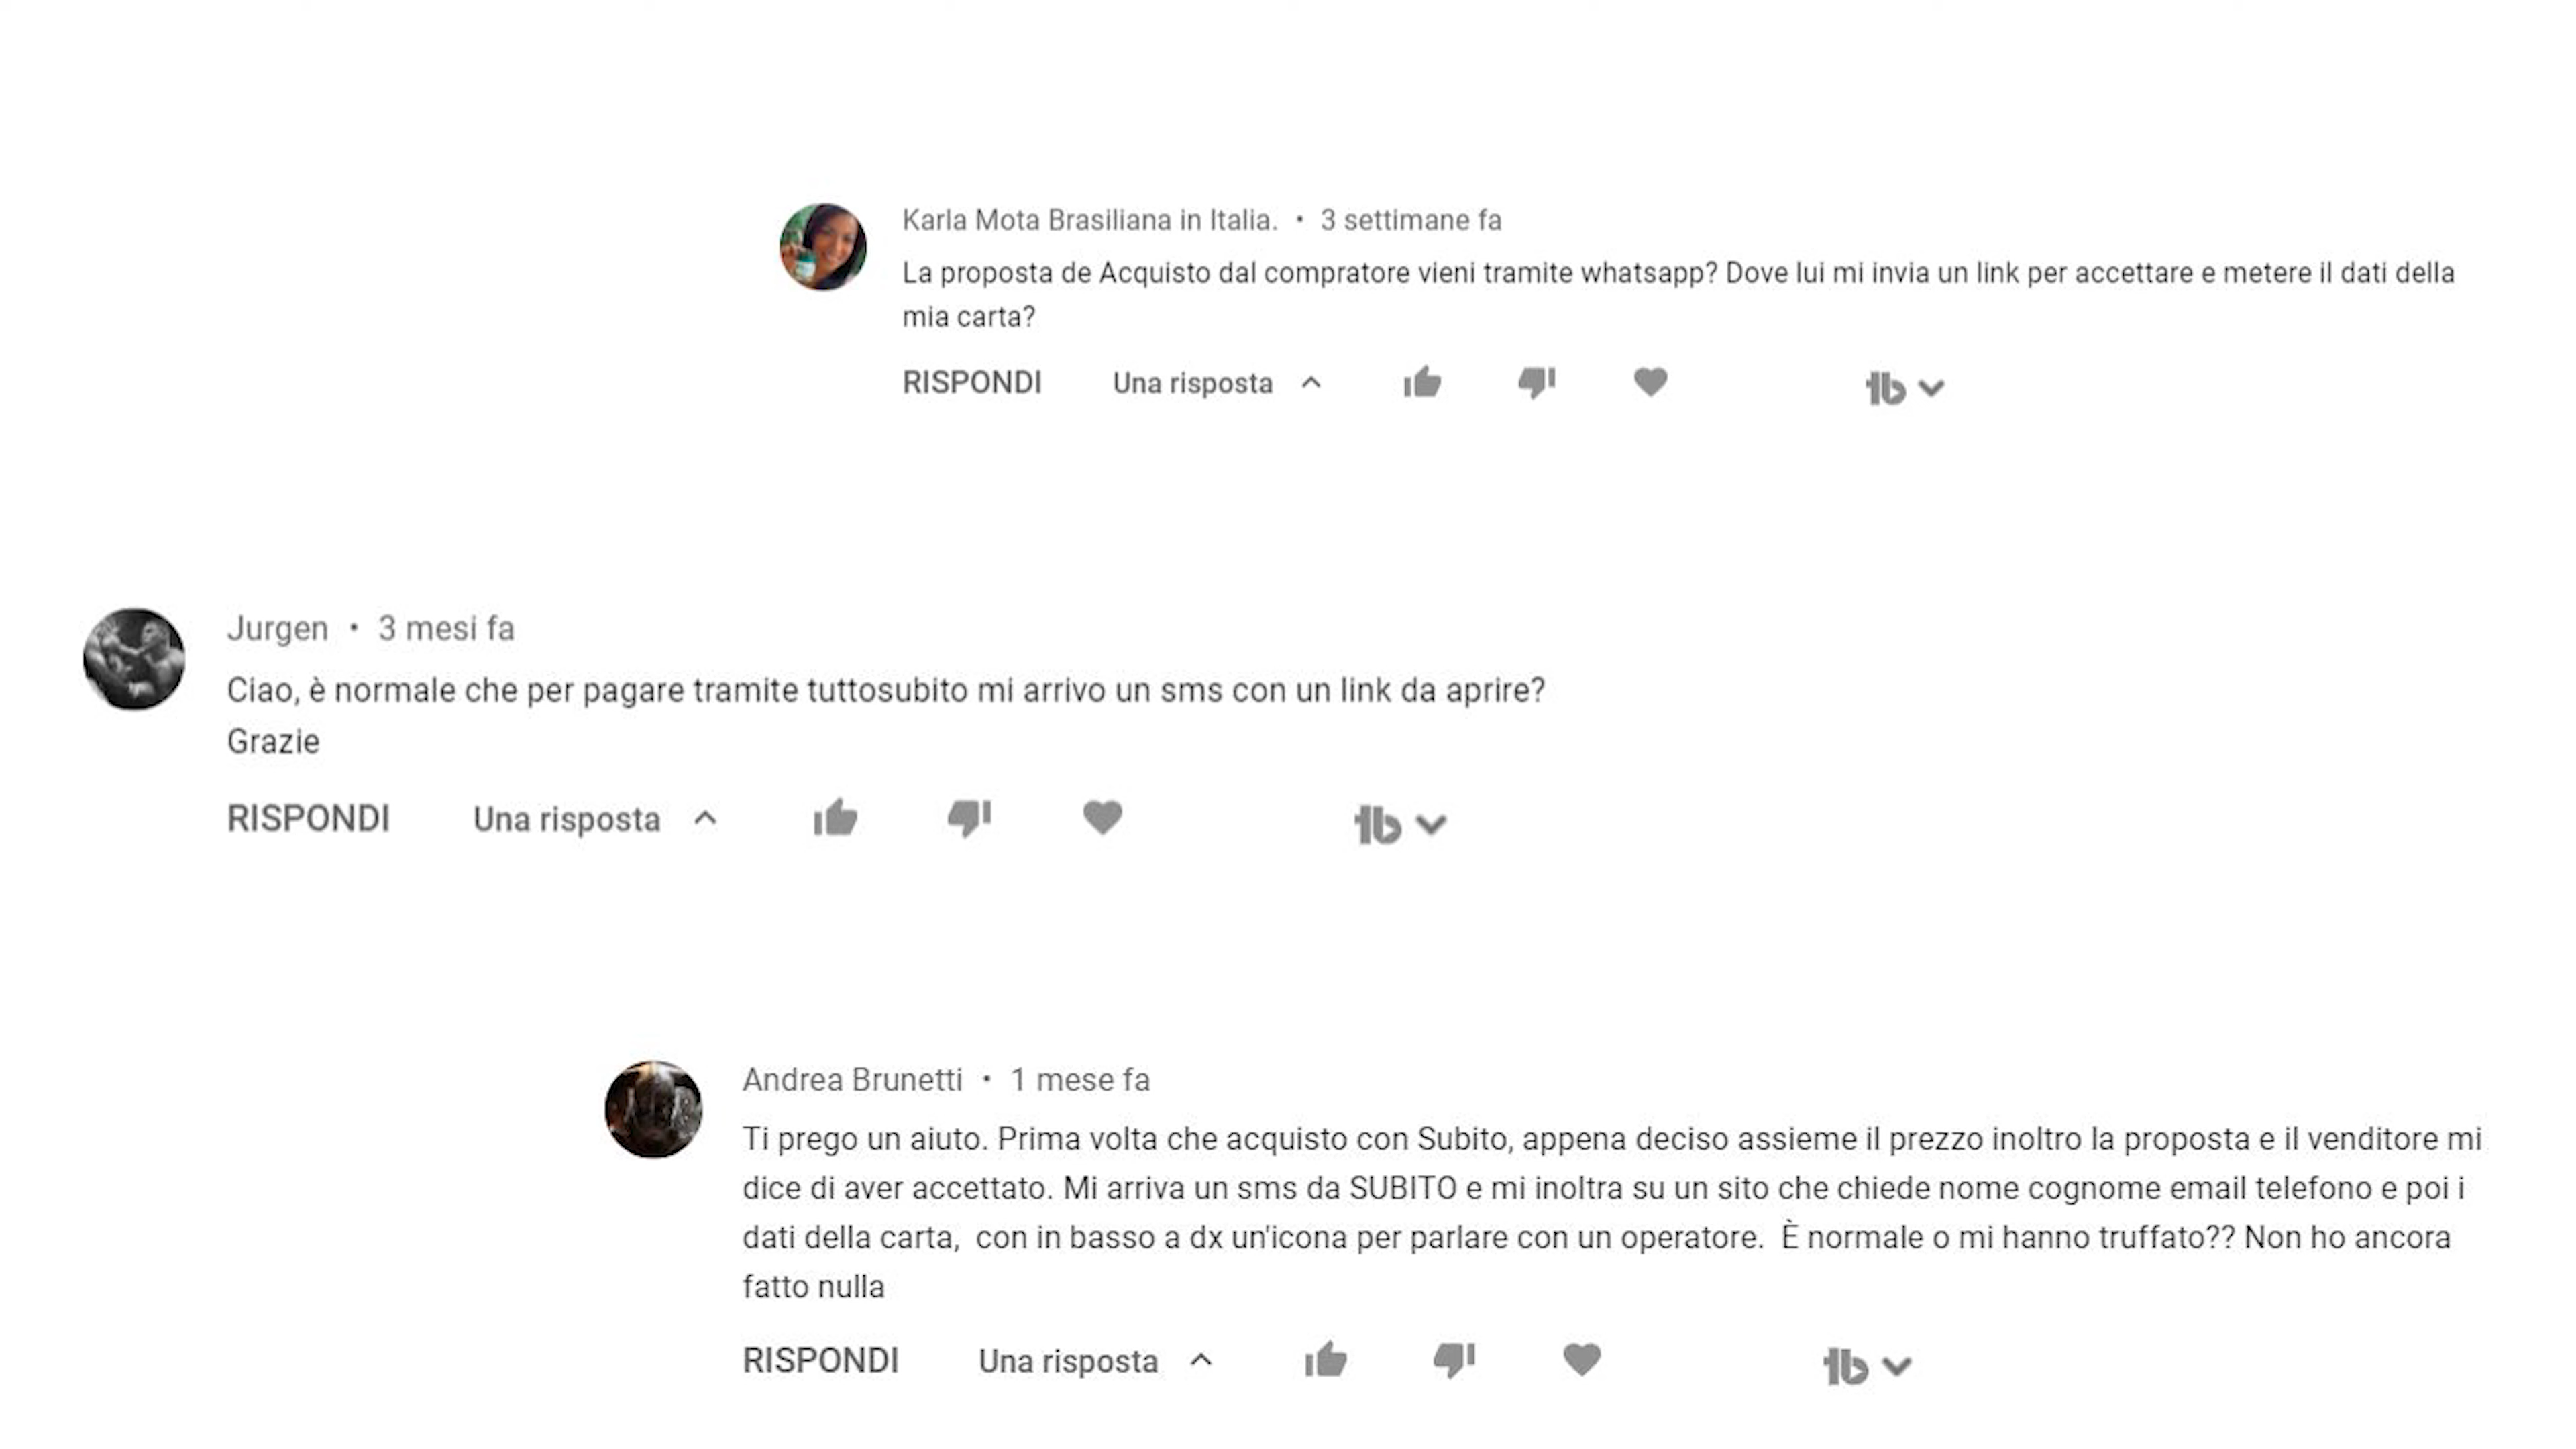 Karla Mota Brasiliana in Italia. • 3 settimane fa
La proposta de Acquisto dal compratore vieni tramite whatsapp? Dove lui mi invia un link per accettare e metere il dati della
mia carta?
RISPONDI Una risposta
Jurgen • 3 mesi fa
Ciao, è normale che per pagare tramite tuttosubito mi arrivo un sms con un link da aprire?
Grazie
RISPONDI Una risposta
Andrea Brunetti • 1 mese fa
Ti prego un aiuto. Prima volta che acquisto con Subito, appena deciso assieme il prezzo inoltro la proposta e il venditore mi
dice di aver accettato. Mi arriva un sms da SUBITO e mi inoltra su un sito che chiede nome cognome email telefono e poi i
dati della carta,  con in basso a dx un'icona per parlare con un operatore.  È normale o mi hanno truffato?? Non ho ancora
fatto nulla
RISPONDI Una risposta